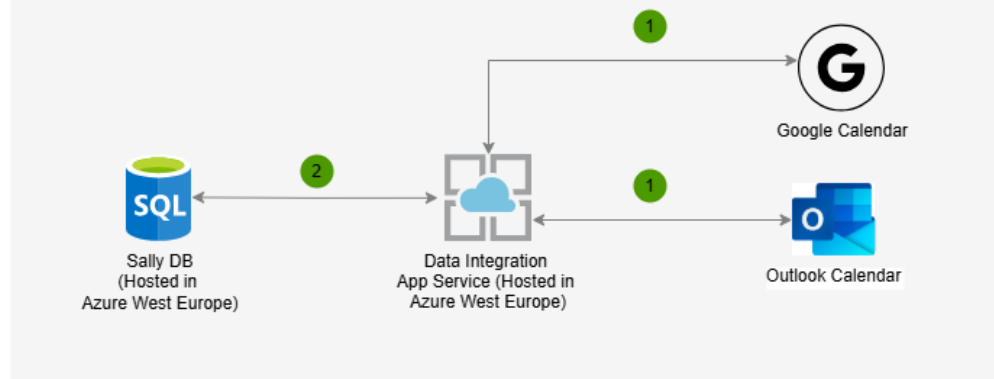 1
G
Google Calendar
2
SQL
1
O
Sally DB
(Hosted in
Azure West Europe)
Data Integration
App Service (Hosted in
Azure West Europe)
Outlook Calendar